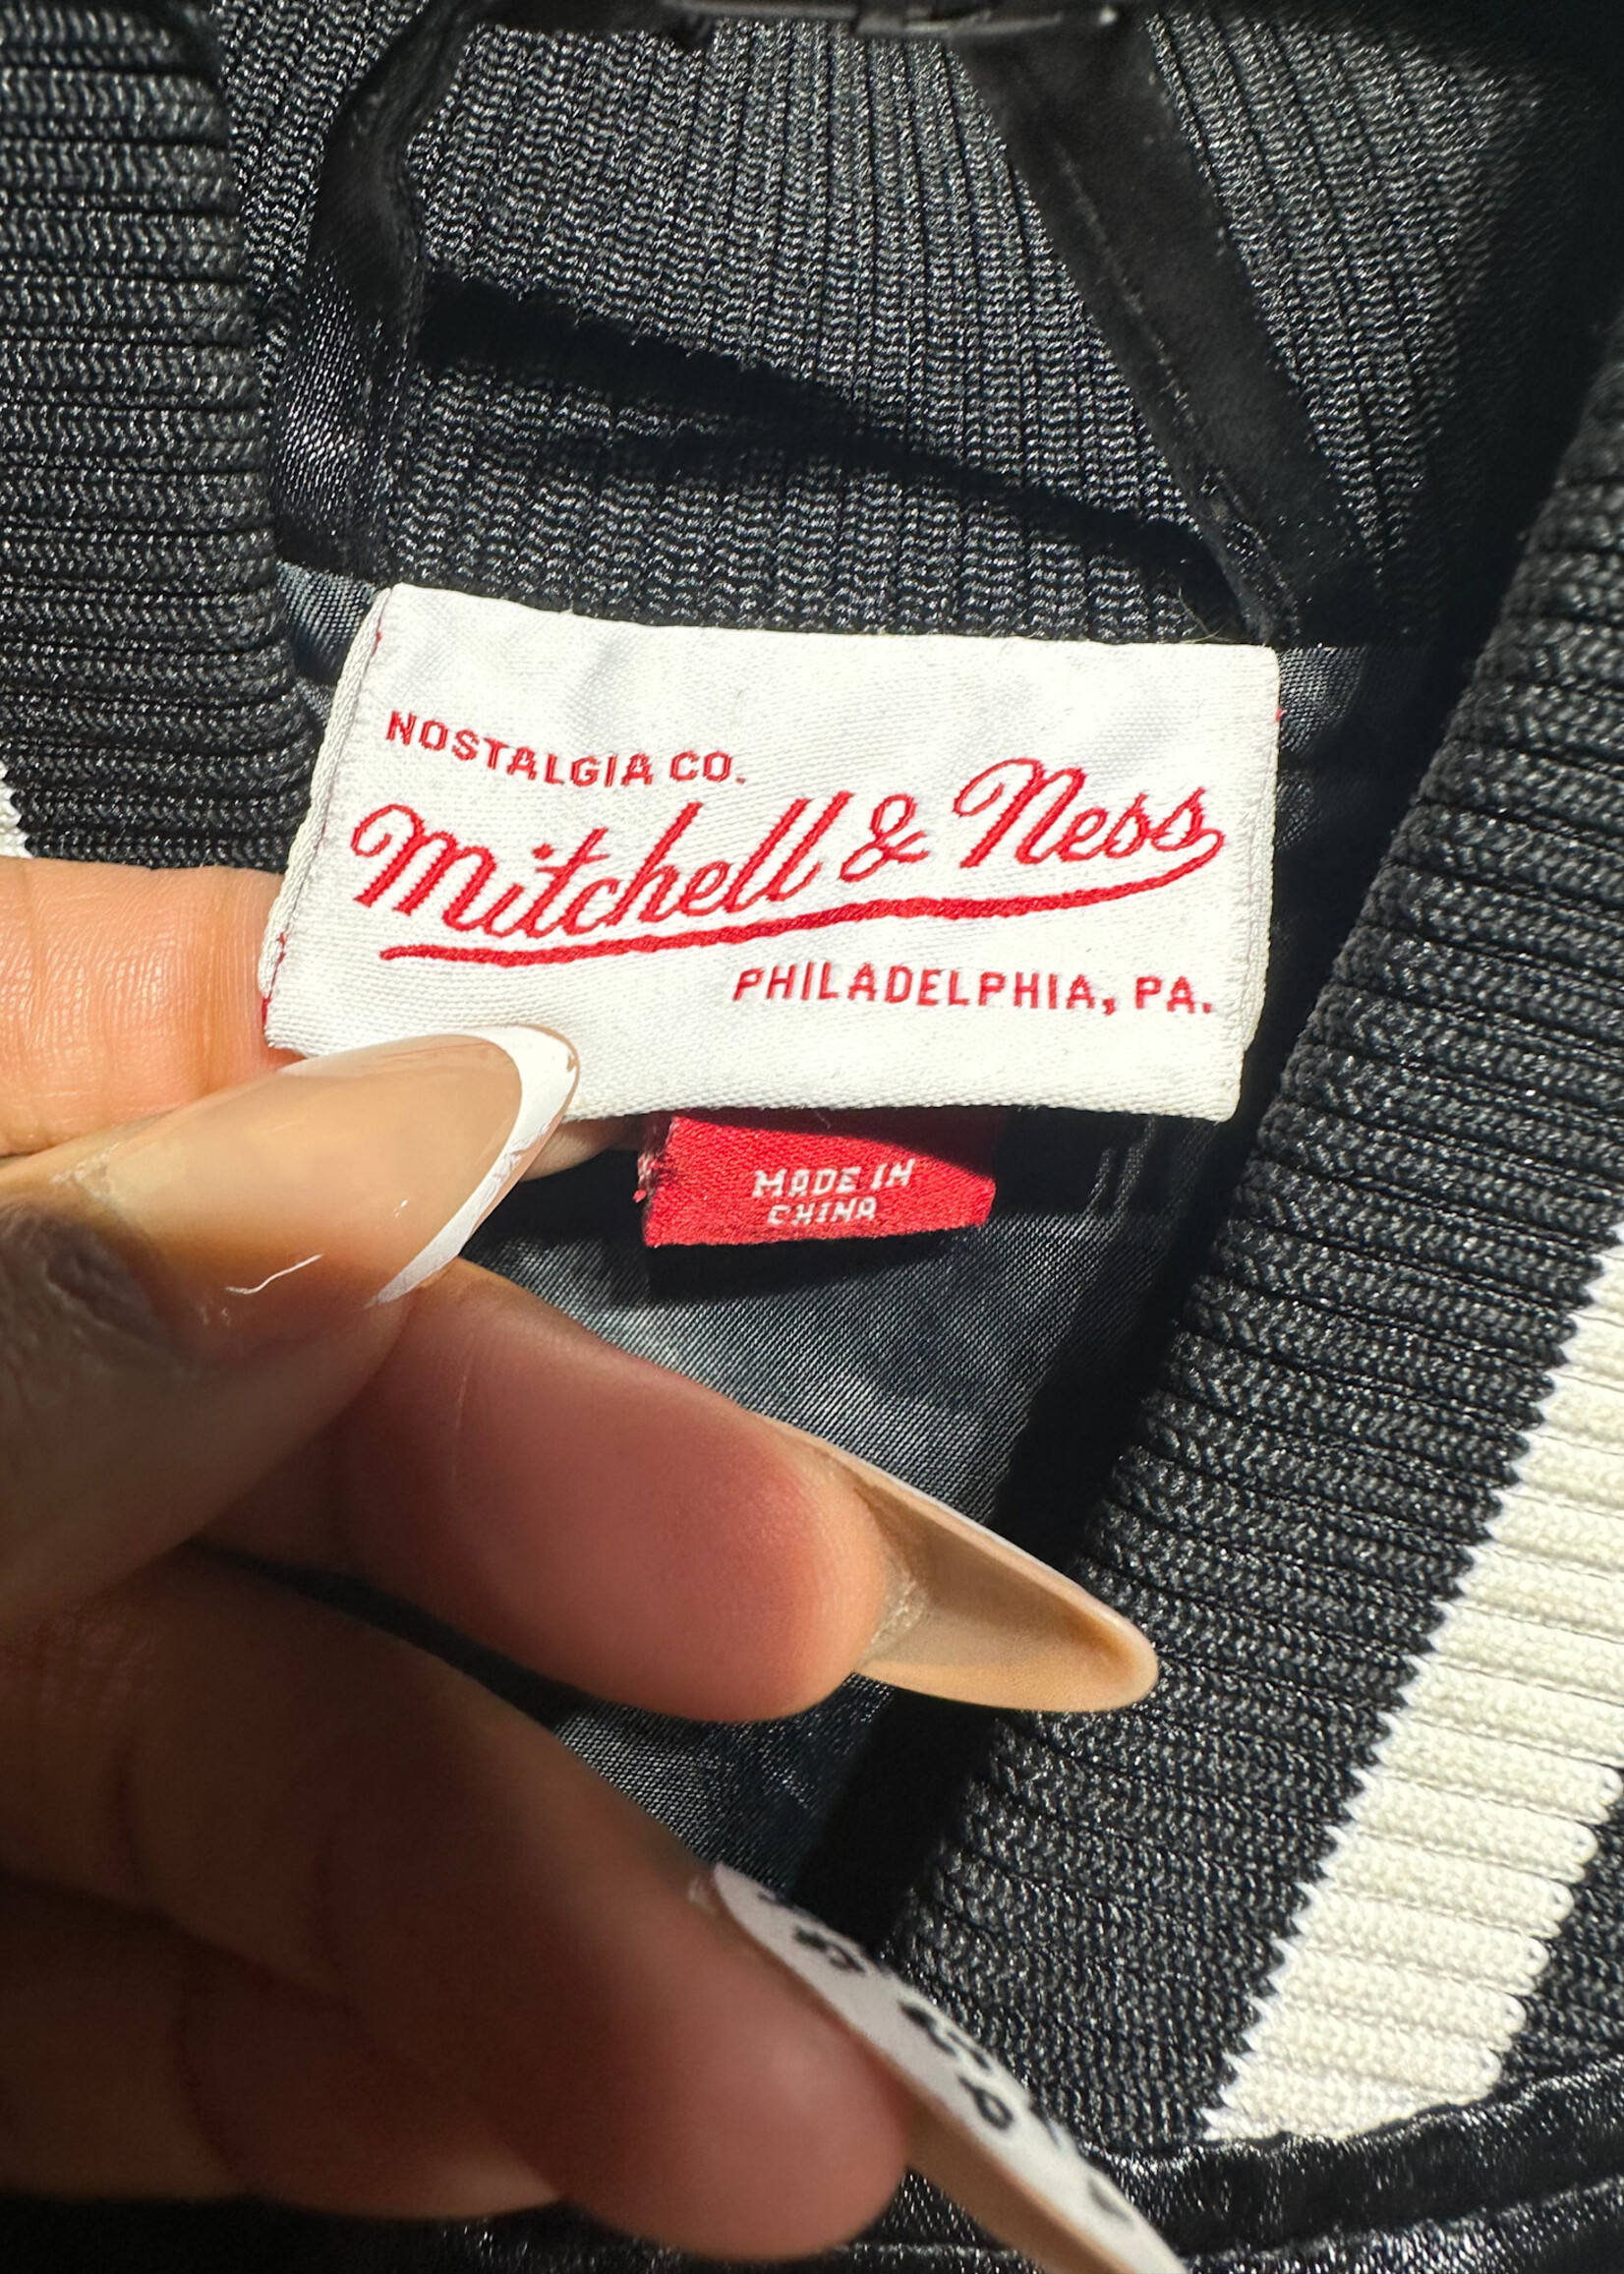 NOSTALGIA CO.
Mitchell & Ness
PHILADELPHIA, PA.
MADE IN
CHINA